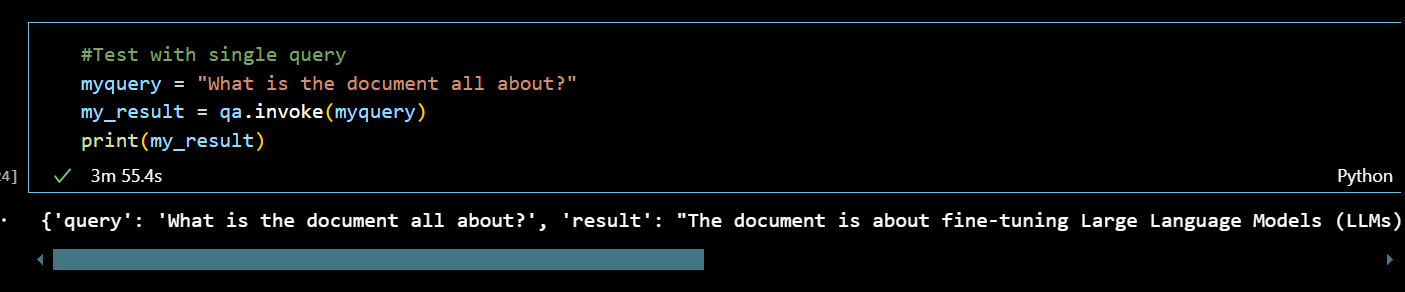 #Test with single query
myquery = "What is the document all about?"
my_result = qa.invoke(myquery)
print(my_result)
4]
3m 55.4s
Python
{'query': 'What is the document all about?', 'result': "The document is about fine-tuning Large Language Models (LLMs)